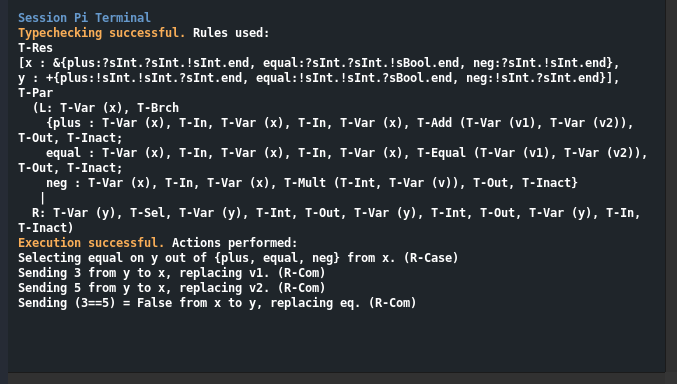 Session Pi Terminal
Typechecking successful. Rules used:
T-Res
[x : &{plus:?sInt.?sInt.!sInt.end, equal:?sInt.?sInt.!sBool.end, neg:?sInt.!sInt.end},
y : +{plus:!sInt.!sInt.?sInt.end, equal:!sInt.!sInt.?sBool.end, neg:!sInt.?sInt.end}],
T-Par
(L: T-Var (x), T-Brch
{plus : T-Var (x), T-In, T-Var (x), T-In, T-Var (x), T-Add (T-Var (v1), T-Var (v2)),
T-Out, T-Inact;
equal : T-Var (x), T-In, T-Var (x), T-In, T-Var (x), T-Equal (T-Var (v1), T-Var (v2)),
T-Out, T-Inact;
neg : T-Var (x), T-In, T-Var (x), T-Mult (T-Int, T-Var (v)), T-Out, T-Inact}
|
R: T-Var (y), T-Sel, T-Var (y), T-Int, T-Out, T-Var (y), T-Int, T-Out, T-Var (y), T-In,
T-Inact)
Execution successful. Actions performed:
Selecting equal on y out of {plus, equal, neg} from x. (R-Case)
Sending 3 from y to x, replacing v1. (R-Com)
Sending 5 from y to x, replacing v2. (R-Com)
Sending (3==5) = False from x to y, replacing eq. (R-Com)